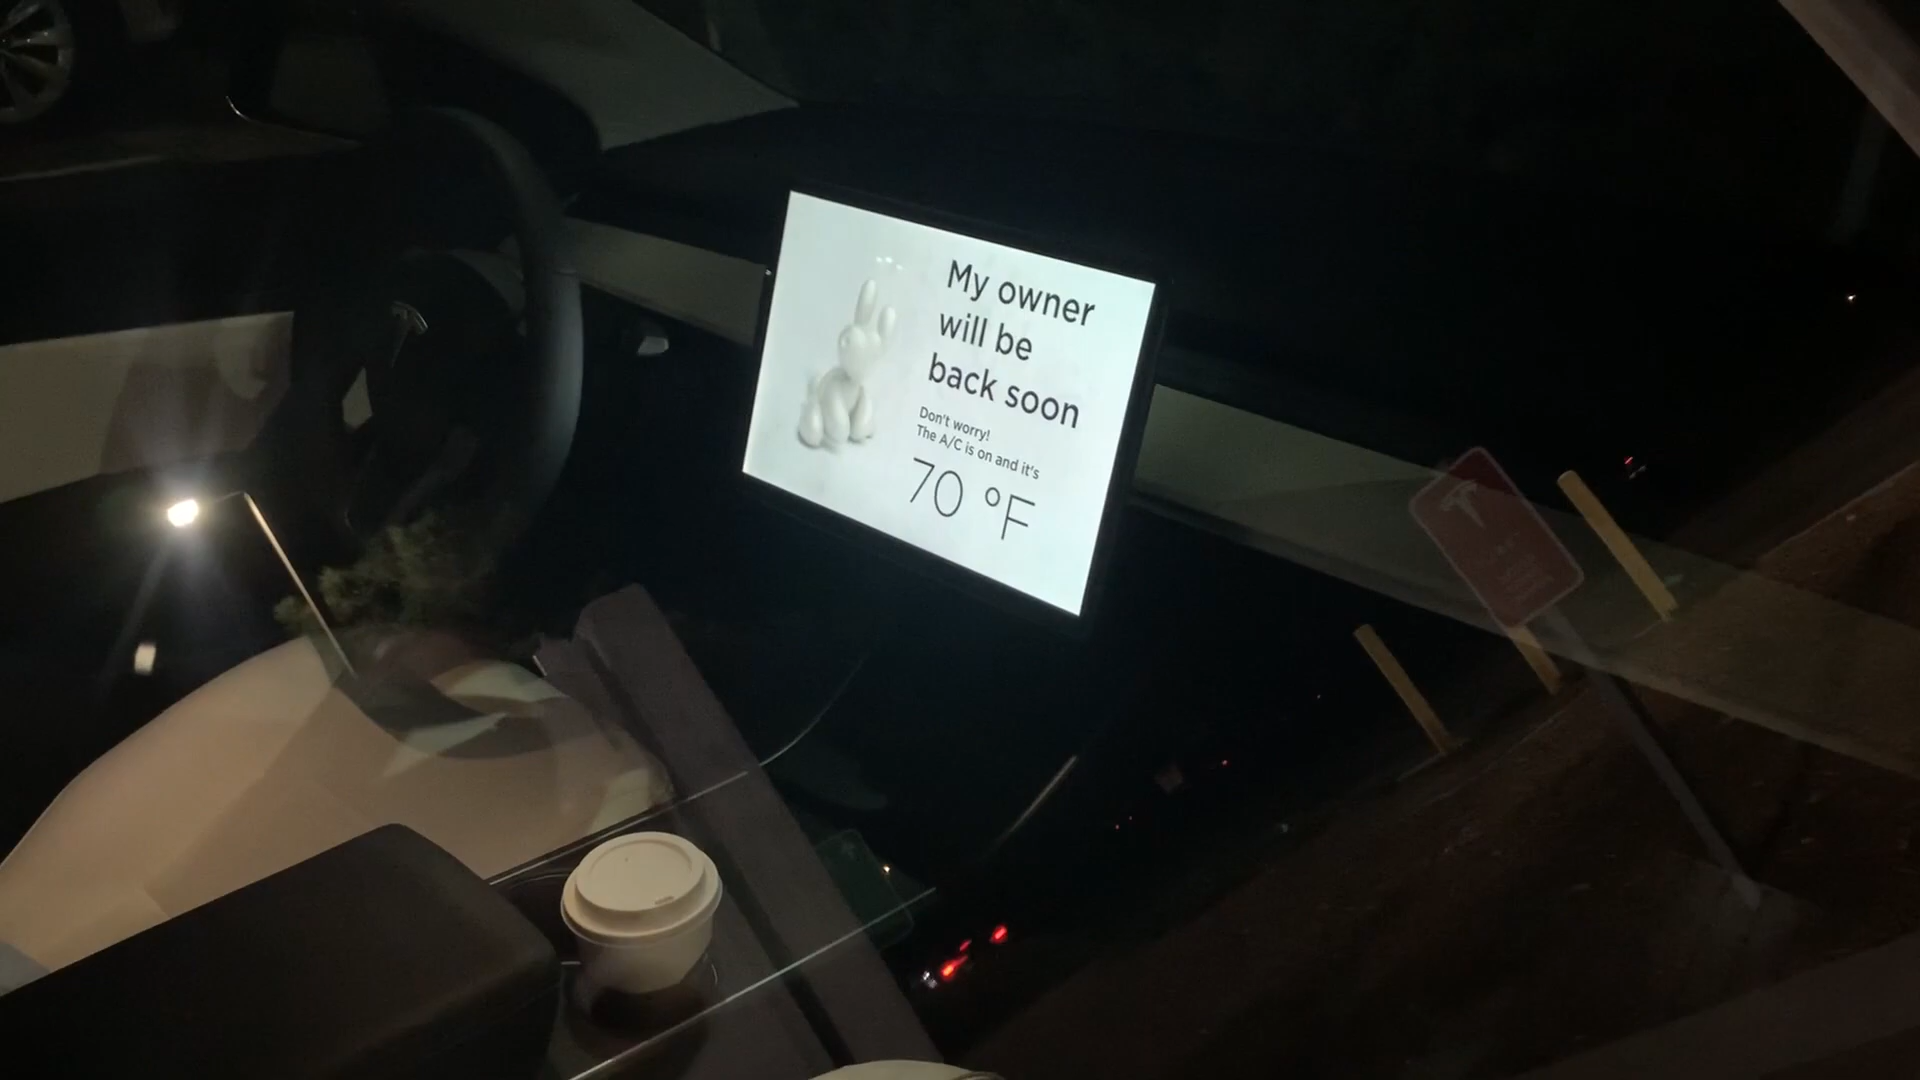 My owner
will be
back soon
Don't worry!
The A/C is on and it's
70 °F